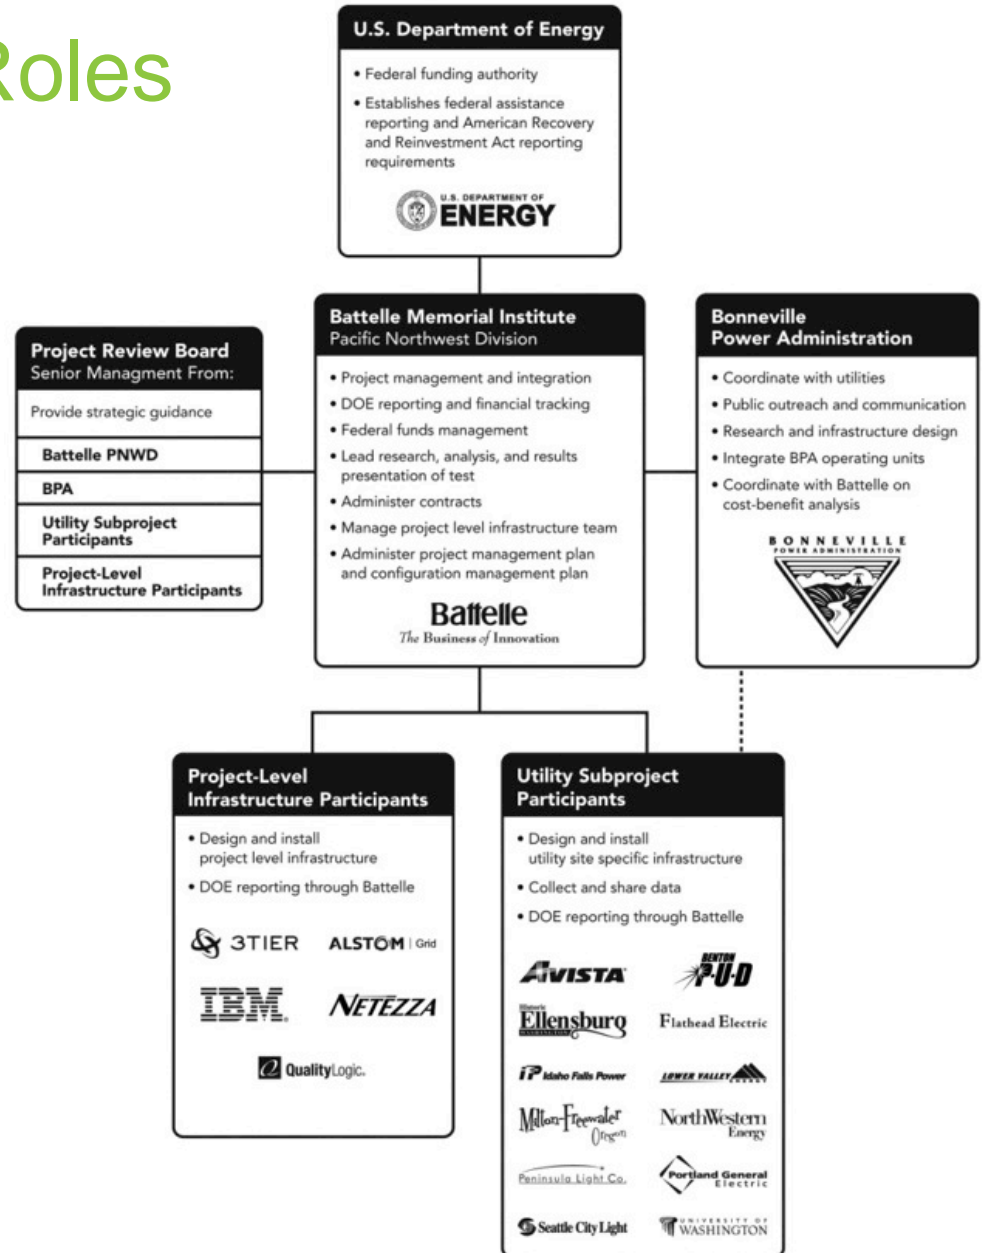 Roles
U.S. Department of Energy
• Federal funding authority
• Establishes federal assistance
reporting and American Recovery
and Reinvestment Act reporting
requirements
U.S. DEPARTMENT OF
ENERGY
Project Review Board
Senior Managment From:
Provide strategic guidance
Battelle PNWD
BPA
Utility Subproject
Participants
Project-Level
Infrastructure Participants
Battelle Memorial Institute
Pacific Northwest Division
• Project management and integration
• DOE reporting and financial tracking
• Federal funds management
• Lead research, analysis, and results
presentation of test
• Administer contracts
• Manage project level infrastructure team
• Administer project management plan
and configuration management plan
Battelle
The Business of Innovation
Bonneville
Power Administration
• Coordinate with utilities
• Public outreach and communication
• Research and infrastructure design
• Integrate BPA operating units
• Coordinate with Battelle on
cost-benefit analysis
BONNEVILLE
POWER ADMINISTRATION
Project-Level
Infrastructure Participants
• Design and install
project level infrastructure
• DOE reporting through Battelle
3TIER ALSTOM | Grid
IBM NETEZZA
QualityLogic.
Utility Subproject
Participants
• Design and install
utility site specific infrastructure
• Collect and share data
• DOE reporting through Battelle
AVISTA BENTON P·U·D
Historic Ellensburg Flathead Electric
Idaho Falls Power LOWER VALLEY ENERGY
Milton-Freewater NorthWestern
Oregon Energy
Peninsula Light Co. Portland General
Electric
Seattle City Light UNIVERSITY OF
WASHINGTON